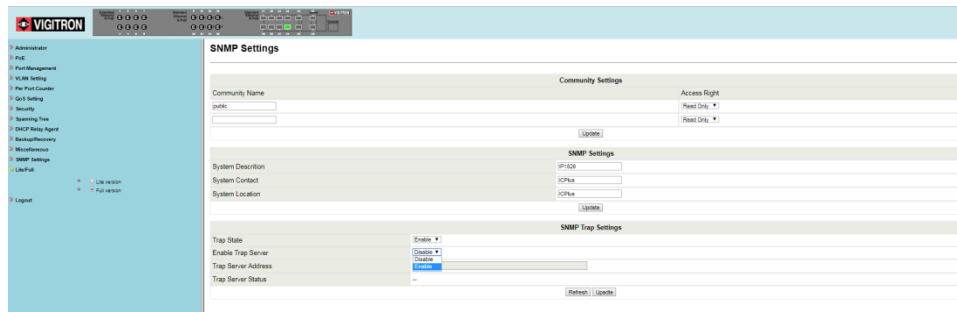 VIGITRON
Administrator
PoE
Port Management
VLAN Setting
Per Port Counter
QoS Setting
Security
Spanning Tree
DHCP Relay Agent
Backup/Recovery
Miscellaneous
SNMP Settings
Lite/Full
Lite version
Full version
Logout
SNMP Settings
Community Settings
Community Name Access Right
public Read Only
Read Only
Update
SNMP Settings
System Descrition IP1828
System Contact ICPlus
System Location ICPlus
Update
SNMP Trap Settings
Trap State Enable
Enable Trap Server Disable
Disable
Enable
Trap Server Address
Trap Server Status --
Refresh Upadte